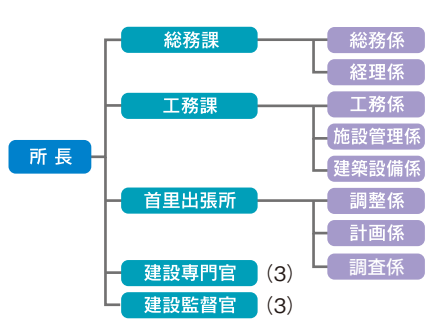 所 長
総務課
総務係
経理係
工務課
工務係
施設管理係
建築設備係
首里出張所
調整係
計画係
調査係
建設専門官 （3）
建設監督官 （3）